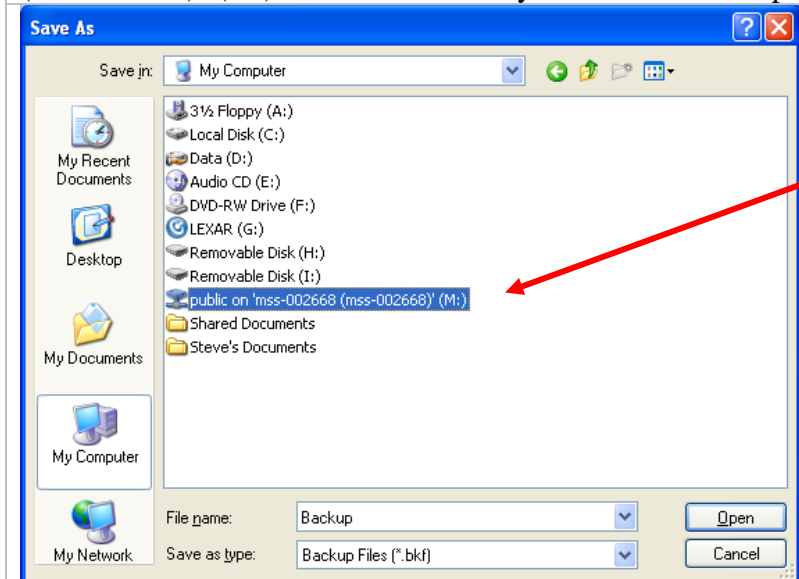 Save As
Save in: My Computer
3½ Floppy (A:)
Local Disk (C:)
Data (D:)
Audio CD (E:)
DVD-RW Drive (F:)
LEXAR (G:)
Removable Disk (H:)
Removable Disk (I:)
public on 'mss-002668 (mss-002668)' (M:)
Shared Documents
Steve's Documents
My Recent
Documents
Desktop
My Documents
My Computer
My Network
File name: Backup
Open
Save as type: Backup Files (*.bkf)
Cancel